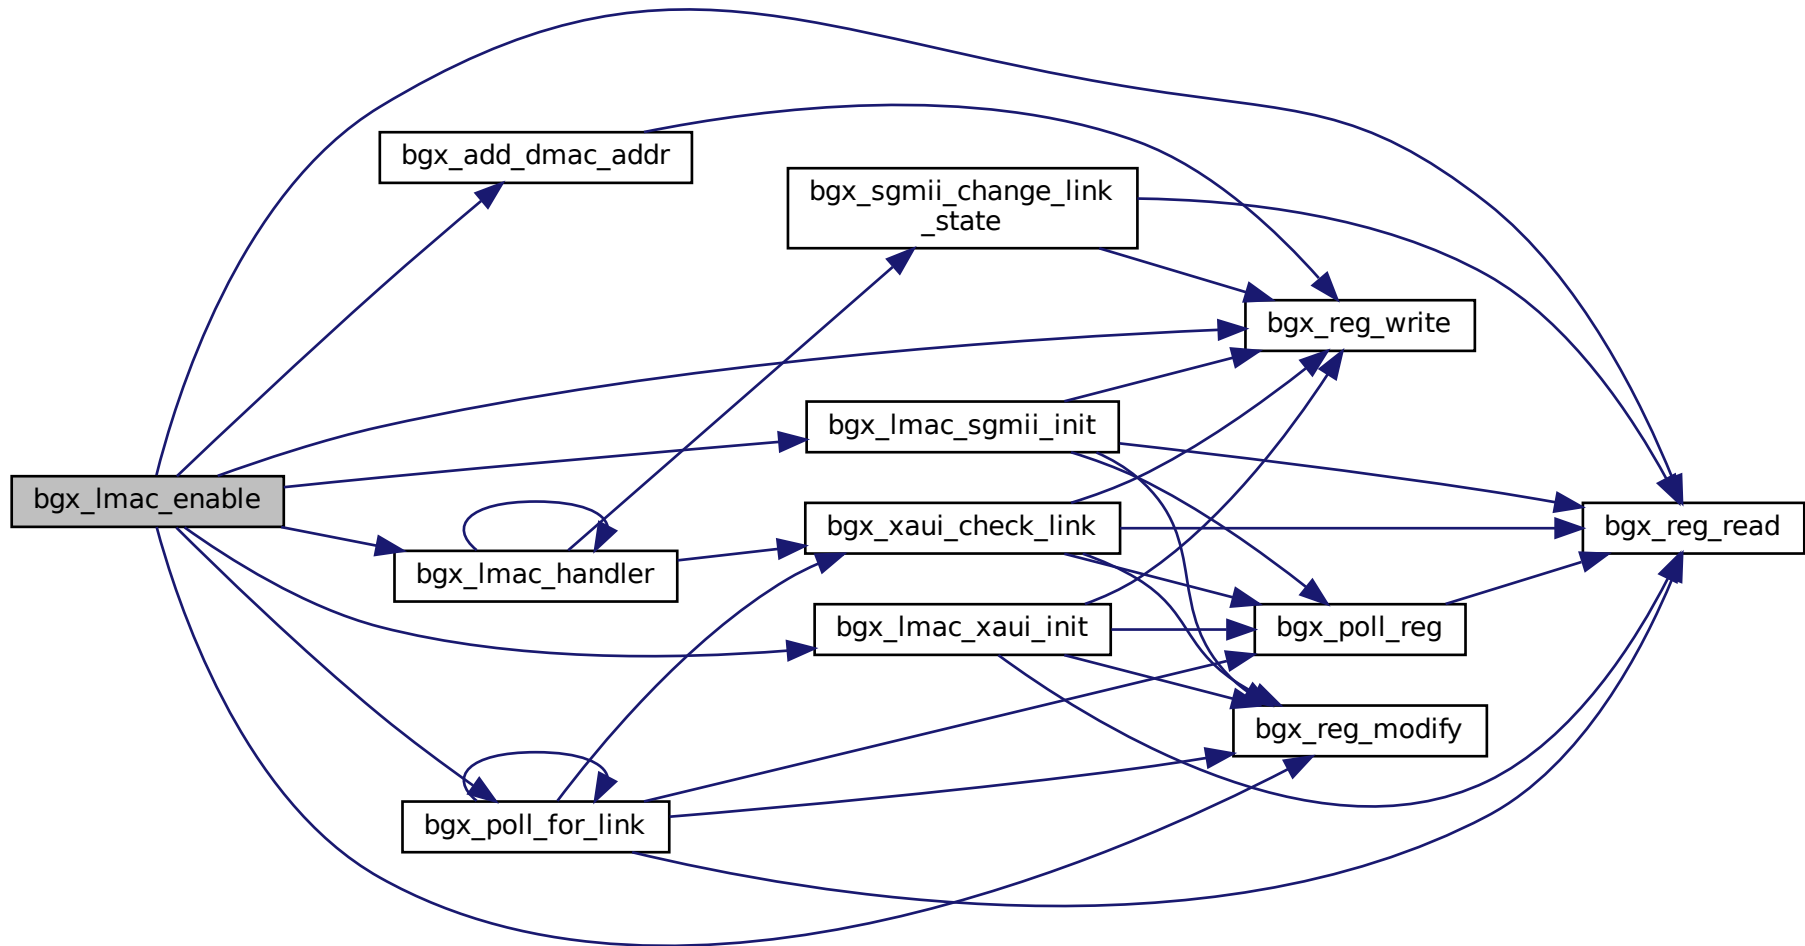 bgx_add_dmac_addr
bgx_sgmii_change_link
_state
bgx_reg_write
bgx_lmac_sgmii_init
bgx_lmac_enable
bgx_xaui_check_link
bgx_reg_read
bgx_lmac_handler
bgx_lmac_xaui_init
bgx_poll_reg
bgx_reg_modify
bgx_poll_for_link